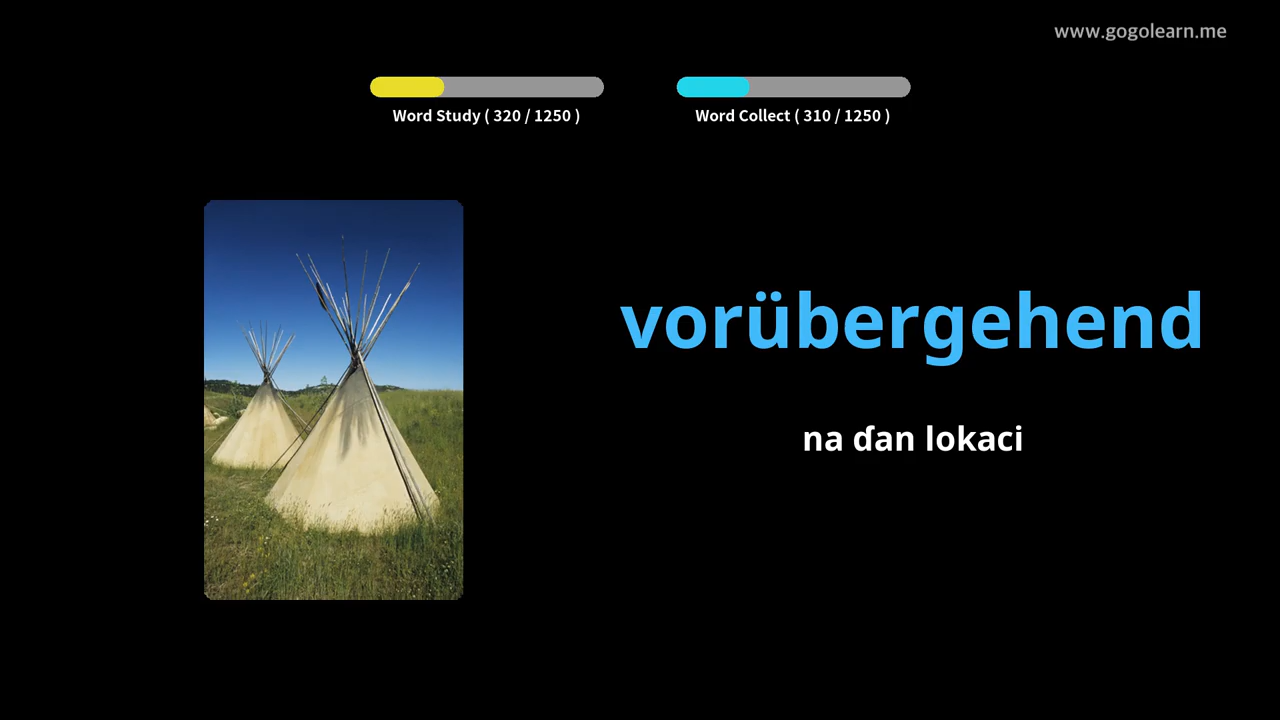 www.gogolearn.me
Word Study ( 320 / 1250 )
Word Collect ( 310 / 1250 )
vorübergehend
na ɗan lokaci